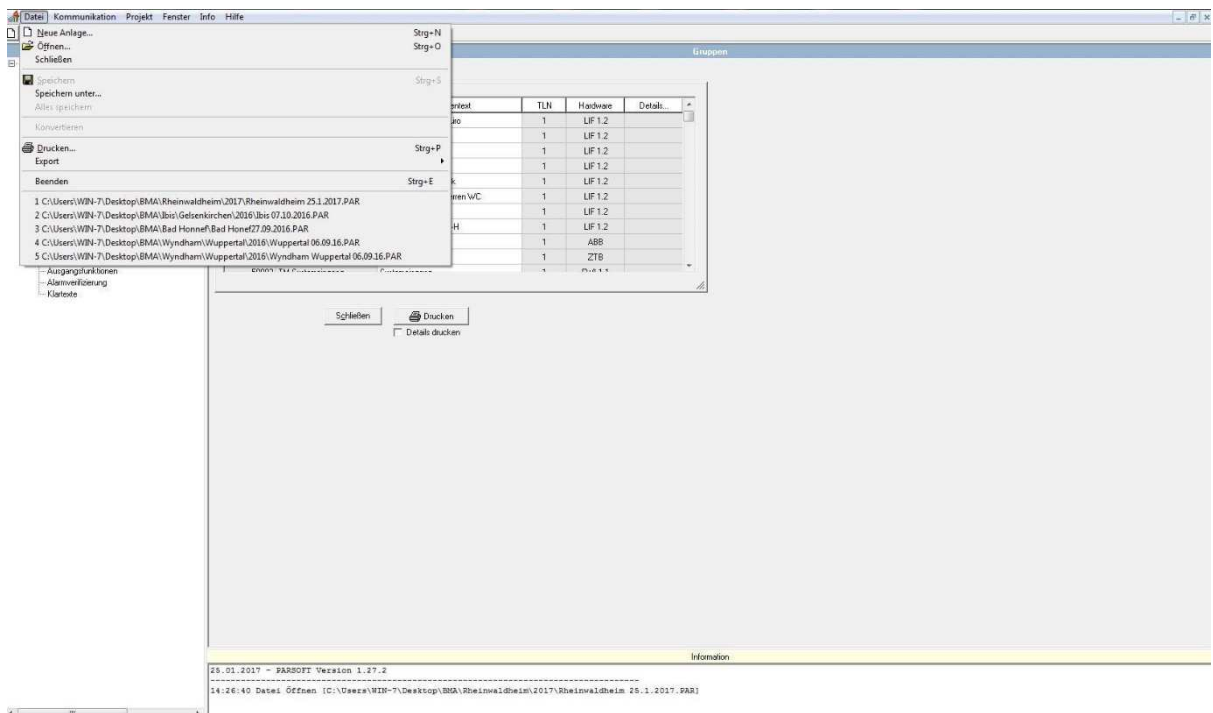 Datei Kommunikation Projekt Fenster Info Hilfe
Neue Anlage... Strg+N
Öffnen... Strg+O
Schließen
Speichern Strg+S
Speichern unter...
Alles speichern
Konvertieren
Drucken... Strg+P
Export
Beenden Strg+E
1 C:\Users\WIN-7\Desktop\BMA\Rheinwaldheim\2017\Rheinwaldheim 25.1.2017.PAR
2 C:\Users\WIN-7\Desktop\BMA\Ibis\Gelsenkirchen\2016\Ibis 07.10.2016.PAR
3 C:\Users\WIN-7\Desktop\BMA\Bad Honnef\Bad Honef27.09.2016.PAR
4 C:\Users\WIN-7\Desktop\BMA\Wyndham\Wuppertal\2016\Wuppertal 06.09.16.PAR
5 C:\Users\WIN-7\Desktop\BMA\Wyndham\Wuppertal\2016\Wyndham Wuppertal 06.09.16.PAR
Gruppen
TLN Hardware Details...
1 LIF 1.2
1 LIF 1.2
1 LIF 1.2
1 LIF 1.2
1 LIF 1.2
WC 1 LIF 1.2
1 LIF 1.2
1 LIF 1.2
1 ABB
1 ZTB
Ausgangsfunktionen
Alarmverifizierung
Klartexte
Schließen Drucken
Details drucken
Information
25.01.2017 - PARSOFT Version 1.27.2
14:26:40 Datei Öffnen [C:\Users\WIN-7\Desktop\BMA\Rheinwaldheim\2017\Rheinwaldheim 25.1.2017.PAR]